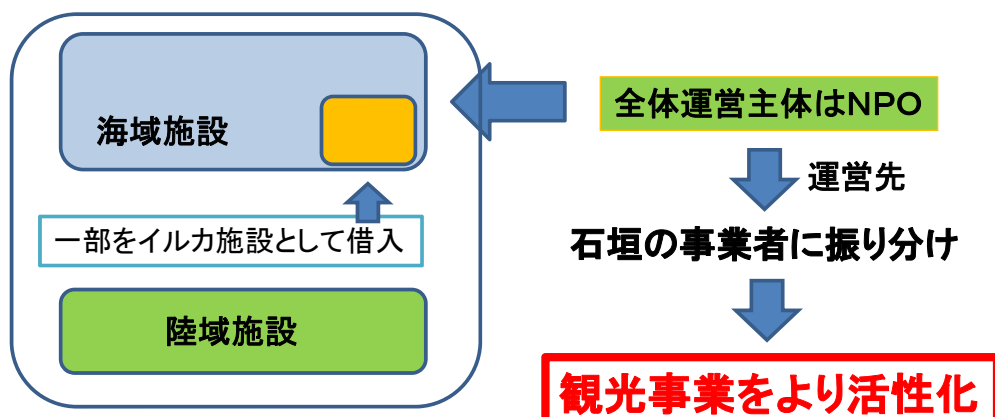 海域施設
一部をイルカ施設として借入
陸域施設
全体運営主体はNPO
運営先
石垣の事業者に振り分け
観光事業をより活性化